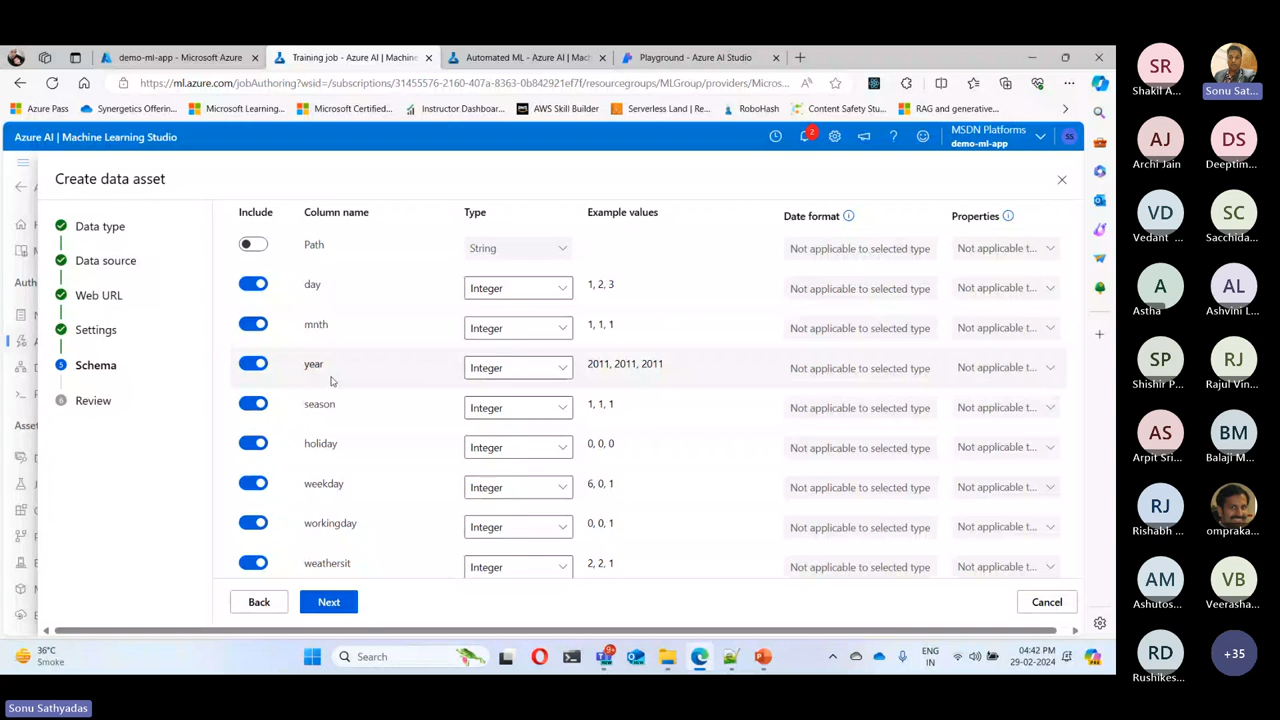 demo-ml-app - Microsoft Azure
Training job - Azure AI | Machine
Automated ML - Azure AI | Machin
Playground - Azure AI Studio
https://ml.azure.com/jobAuthoring?wsid=/subscriptions/31455576-2160-407a-8363-0b842921ef7f/resourcegroups/MLGroup/providers/Micros...
Azure Pass
Synergetics Offering...
Microsoft Learning...
Microsoft Certified...
Instructor Dashboar...
AWS Skill Builder
Serverless Land | Re...
RoboHash
Content Safety Stu...
RAG and generative...
Azure AI | Machine Learning Studio
2
MSDN Platforms
demo-ml-app
SS
Create data asset
Data type
Data source
Web URL
Settings
5 Schema
6 Review
Include Column name Type Example values Date format Properties
Path String Not applicable to selected type Not applicable t...
day Integer 1, 2, 3 Not applicable to selected type Not applicable t...
mnth Integer 1, 1, 1 Not applicable to selected type Not applicable t...
year Integer 2011, 2011, 2011 Not applicable to selected type Not applicable t...
season Integer 1, 1, 1 Not applicable to selected type Not applicable t...
holiday Integer 0, 0, 0 Not applicable to selected type Not applicable t...
weekday Integer 6, 0, 1 Not applicable to selected type Not applicable t...
workingday Integer 0, 0, 1 Not applicable to selected type Not applicable t...
weathersit Integer 2, 2, 1 Not applicable to selected type Not applicable t...
Back Next Cancel
36°C
Smoke
Search
ENG
IN
04:42 PM
29-02-2024
SR
Shakil A...
Sonu Sat...
AJ
Archi Jain
DS
Deeptim...
VD
Vedant ...
SC
Sacchida...
A
Astha
AL
Ashvini L...
SP
Shishir P...
RJ
Rajul Vin...
AS
Arpit Sri...
BM
Balaji M...
RJ
Rishabh ...
ompraka...
AM
Ashutos...
VB
Veerasha...
RD
Rushikes...
+35
Sonu Sathyadas